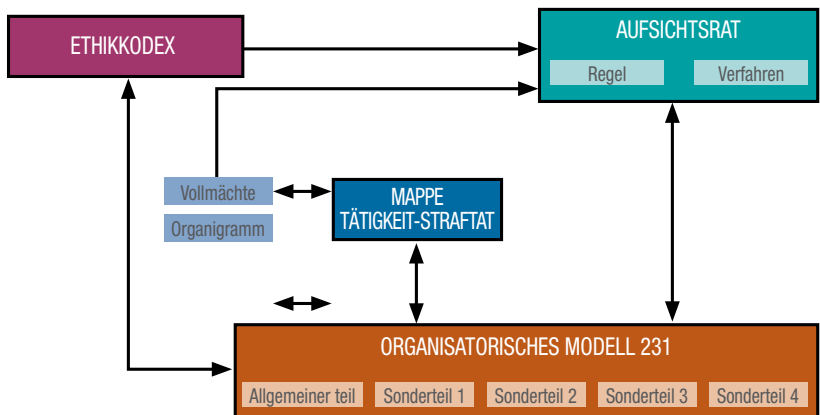 ETHIKKODEX
AUFSICHTSRAT
Regel
Verfahren
Vollmächte
Organigramm
MAPPE
TÄTIGKEIT-STRAFTAT
ORGANISATORISCHES MODELL 231
Allgemeiner teil
Sonderteil 1
Sonderteil 2
Sonderteil 3
Sonderteil 4